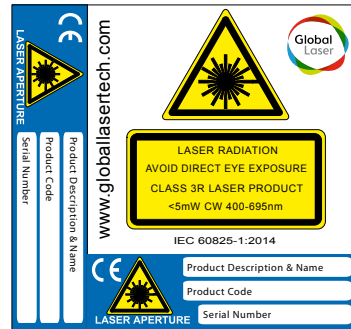 LASER APERTURE
CE
Serial Number
Product Code
Product Description & Name
www.globallasertech.com
Global
Laser
LASER RADIATION
AVOID DIRECT EYE EXPOSURE
CLASS 3R LASER PRODUCT
<5mW CW 400-695nm
IEC 60825-1:2014
CE
LASER APERTURE
Product Description & Name
Product Code
Serial Number